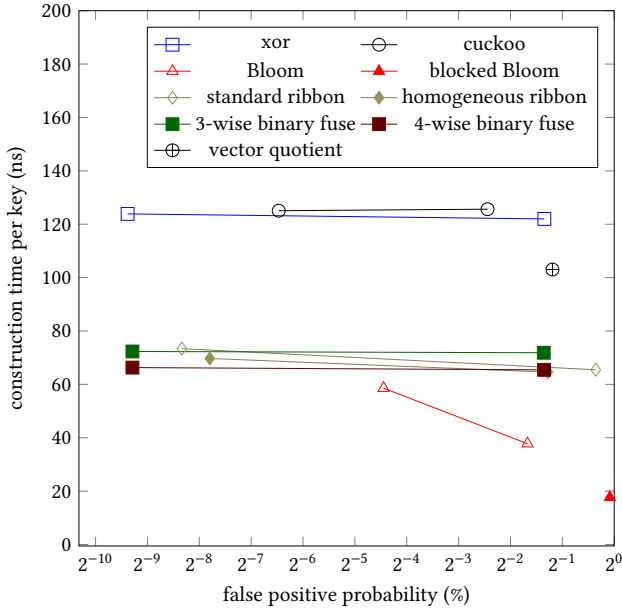 200
180
160
140
120
100
80
60
40
20
0
construction time per key (ns)
xor
cuckoo
Bloom
blocked Bloom
standard ribbon
homogeneous ribbon
3-wise binary fuse
4-wise binary fuse
vector quotient
2⁻¹⁰ 2⁻⁹ 2⁻⁸ 2⁻⁷ 2⁻⁶ 2⁻⁵ 2⁻⁴ 2⁻³ 2⁻² 2⁻¹ 2⁰
false positive probability (%)